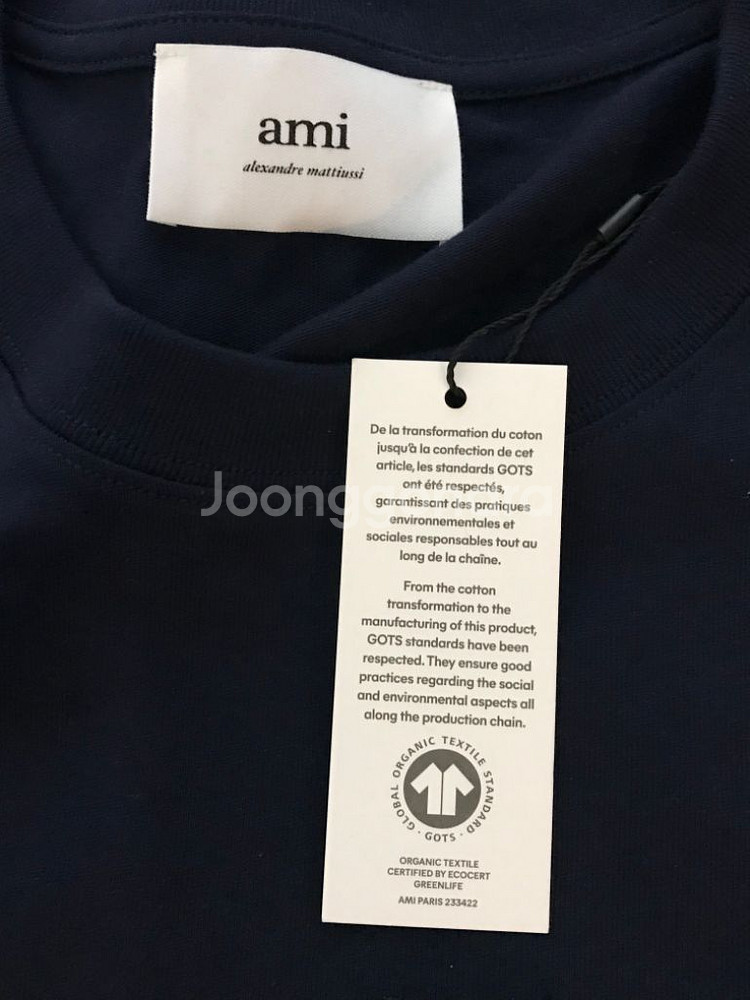 ami
alexandre mattiussi
De la transformation du coton
jusqu'à la confection de cet
article, les standards GOTS
ont été respectés,
garantissant des pratiques
environnementales et
sociales responsables tout au
long de la chaîne.
From the cotton
transformation to the
manufacturing of this product,
GOTS standards have been
respected. They ensure good
practices regarding the social
and environmental aspects all
along the production chain.
GLOBAL ORGANIC TEXTILE STANDARD
· GOTS ·
ORGANIC TEXTILE
CERTIFIED BY ECOCERT
GREENLIFE
AMI PARIS 233422